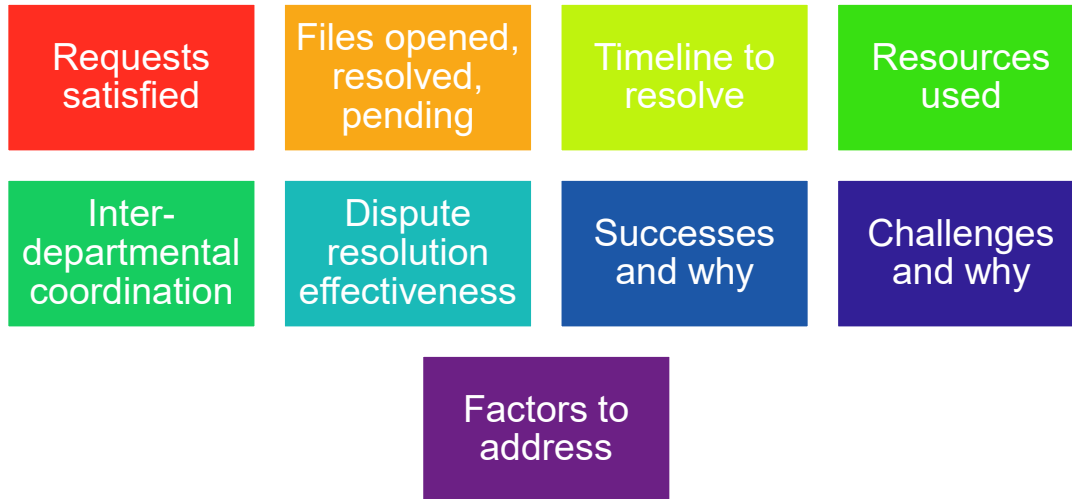 Requests
satisfied
Files opened,
resolved,
pending
Timeline to
resolve
Resources
used
Inter-
departmental
coordination
Dispute
resolution
effectiveness
Successes
and why
Challenges
and why
Factors to
address